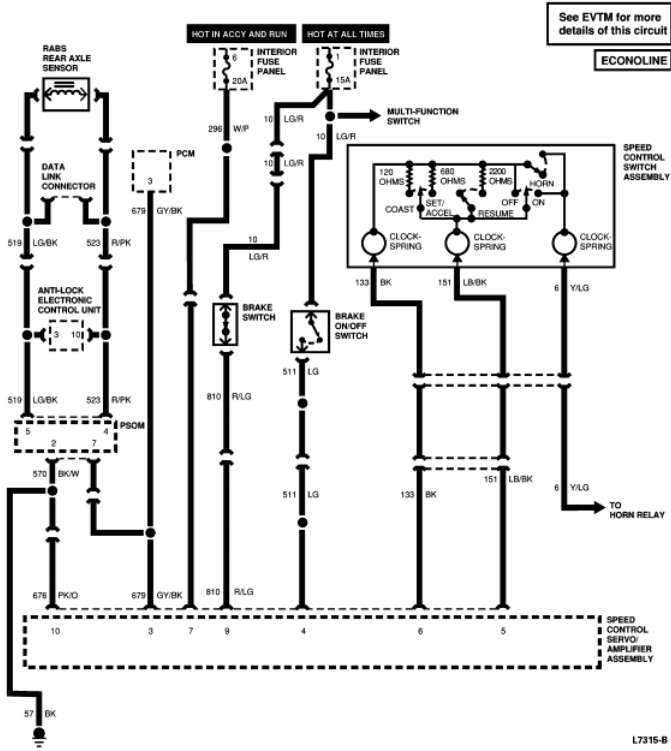 See EVTM for more
details of this circuit
ECONOLINE
HOT IN ACCY AND RUN
HOT AT ALL TIMES
RABS
REAR AXLE
SENSOR
6
20A
INTERIOR
FUSE
PANEL
1
15A
INTERIOR
FUSE
PANEL
MULTI-FUNCTION
SWITCH
10 LG/R
10 LG/R
296 W/P
10 LG/R
PCM
3
679 GY/BK
DATA
LINK
CONNECTOR
SPEED
CONTROL
SWITCH
ASSEMBLY
120
OHMS
680
OHMS
2200
OHMS
HORN
OFF
ON
COAST
SET/
ACCEL
RESUME
CLOCK-
SPRING
CLOCK-
SPRING
CLOCK-
SPRING
519 LG/BK
523 R/PK
10
LG/R
133 BK
151 LB/BK
6 Y/LG
ANTI-LOCK
ELECTRONIC
CONTROL UNIT
3 10
BRAKE
SWITCH
BRAKE
ON/OFF
SWITCH
511 LG
519 LG/BK
523 R/PK
810 R/LG
5 4
2 7
PSOM
570 BK/W
511 LG
133 BK
151 LB/BK
6 Y/LG
TO
HORN RELAY
676 PK/O
679 GY/BK
810 R/LG
10 3 7 9 4 6 5
SPEED
CONTROL
SERVO/
AMPLIFIER
ASSEMBLY
57 BK
L7315-B